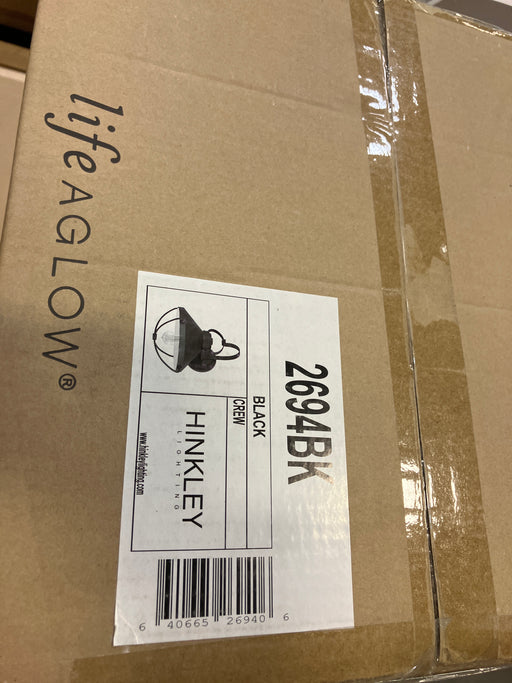 life AGLOW®
2694BK
BLACK
CREW
HINKLEY
LIGHTING
www.hinkleylighting.com
6 40665 26940 6